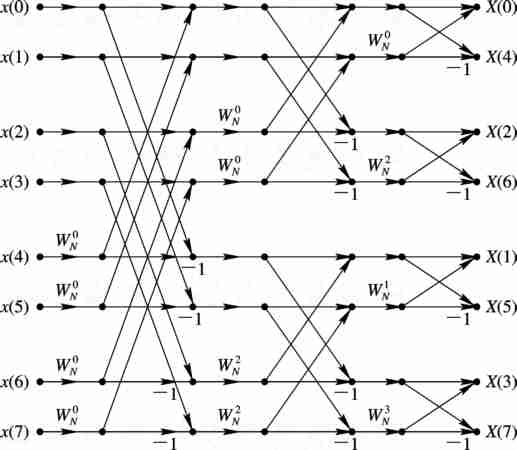 x(0) X(0)
W_N^0
x(1) −1 X(4)
W_N^0
x(2) −1 X(2)
W_N^0 W_N^2
x(3) −1 −1 X(6)
W_N^0
x(4) −1 X(1)
W_N^0 W_N^1
x(5) −1 −1 X(5)
W_N^0 W_N^2
x(6) −1 −1 X(3)
W_N^0 W_N^2 W_N^3
x(7) −1 −1 −1 X(7)